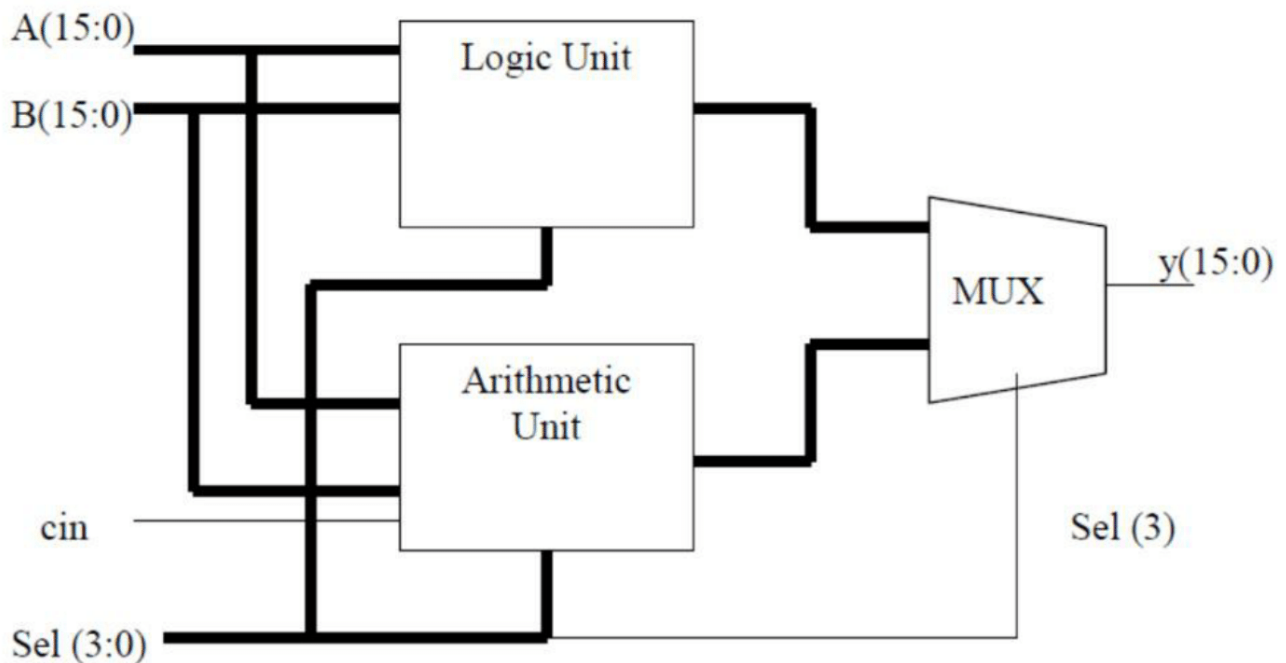 A(15:0)
B(15:0)
Logic Unit
MUX
y(15:0)
Arithmetic
Unit
cin
Sel (3)
Sel (3:0)